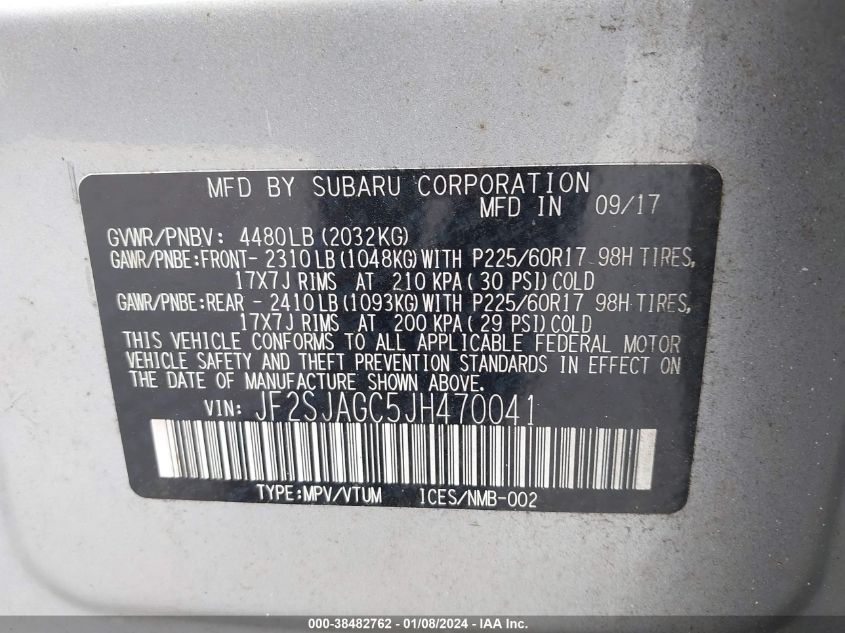 MFD BY SUBARU CORPORATION
MFD IN 09/17
GVWR/PNBV: 4480LB (2032KG)
GAWR/PNBE:FRONT- 2310LB (1048KG) WITH P225/60R17 98H TIRES,
17X7J RIMS AT 210 KPA ( 30 PSI) COLD
GAWR/PNBE:REAR - 2410LB (1093KG) WITH P225/60R17 98H TIRES,
17X7J RIMS AT 200 KPA ( 29 PSI) COLD
THIS VEHICLE CONFORMS TO ALL APPLICABLE FEDERAL MOTOR
VEHICLE SAFETY AND THEFT PREVENTION STANDARDS IN EFFECT ON
THE DATE OF MANUFACTURE SHOWN ABOVE.
VIN: JF2SJAGC5JH470041
TYPE:MPV/VTUM ICES/NMB-002
000-38482762 - 01/08/2024 - IAA Inc.